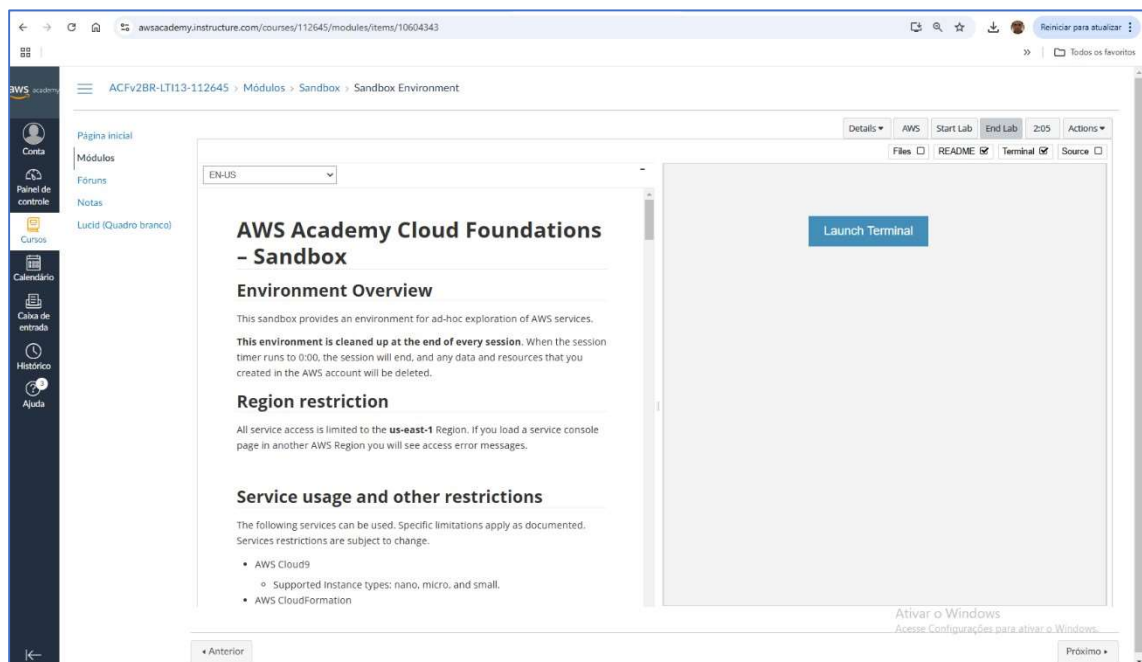 awsacademy.instructure.com/courses/112645/modules/items/10604343
Reiniciar para atualizar
»
Todos os favoritos
aws academy
ACFv2BR-LTI13-112645 › Módulos › Sandbox › Sandbox Environment
Conta
Painel de controle
Cursos
Calendário
Caixa de entrada
Histórico
3
Ajuda
Página inicial
Módulos
Fóruns
Notas
Lucid (Quadro branco)
Details
AWS
Start Lab
End Lab
2:05
Actions
Files
README
Terminal
Source
EN-US
AWS Academy Cloud Foundations
– Sandbox
Environment Overview
This sandbox provides an environment for ad-hoc exploration of AWS services.
This environment is cleaned up at the end of every session. When the session
timer runs to 0:00, the session will end, and any data and resources that you
created in the AWS account will be deleted.
Region restriction
All service access is limited to the us-east-1 Region. If you load a service console
page in another AWS Region you will see access error messages.
Service usage and other restrictions
The following services can be used. Specific limitations apply as documented.
Services restrictions are subject to change.
• AWS Cloud9
◦ Supported Instance types: nano, micro, and small.
• AWS CloudFormation
Launch Terminal
Ativar o Windows
Acesse Configurações para ativar o Windows.
Anterior
Próximo